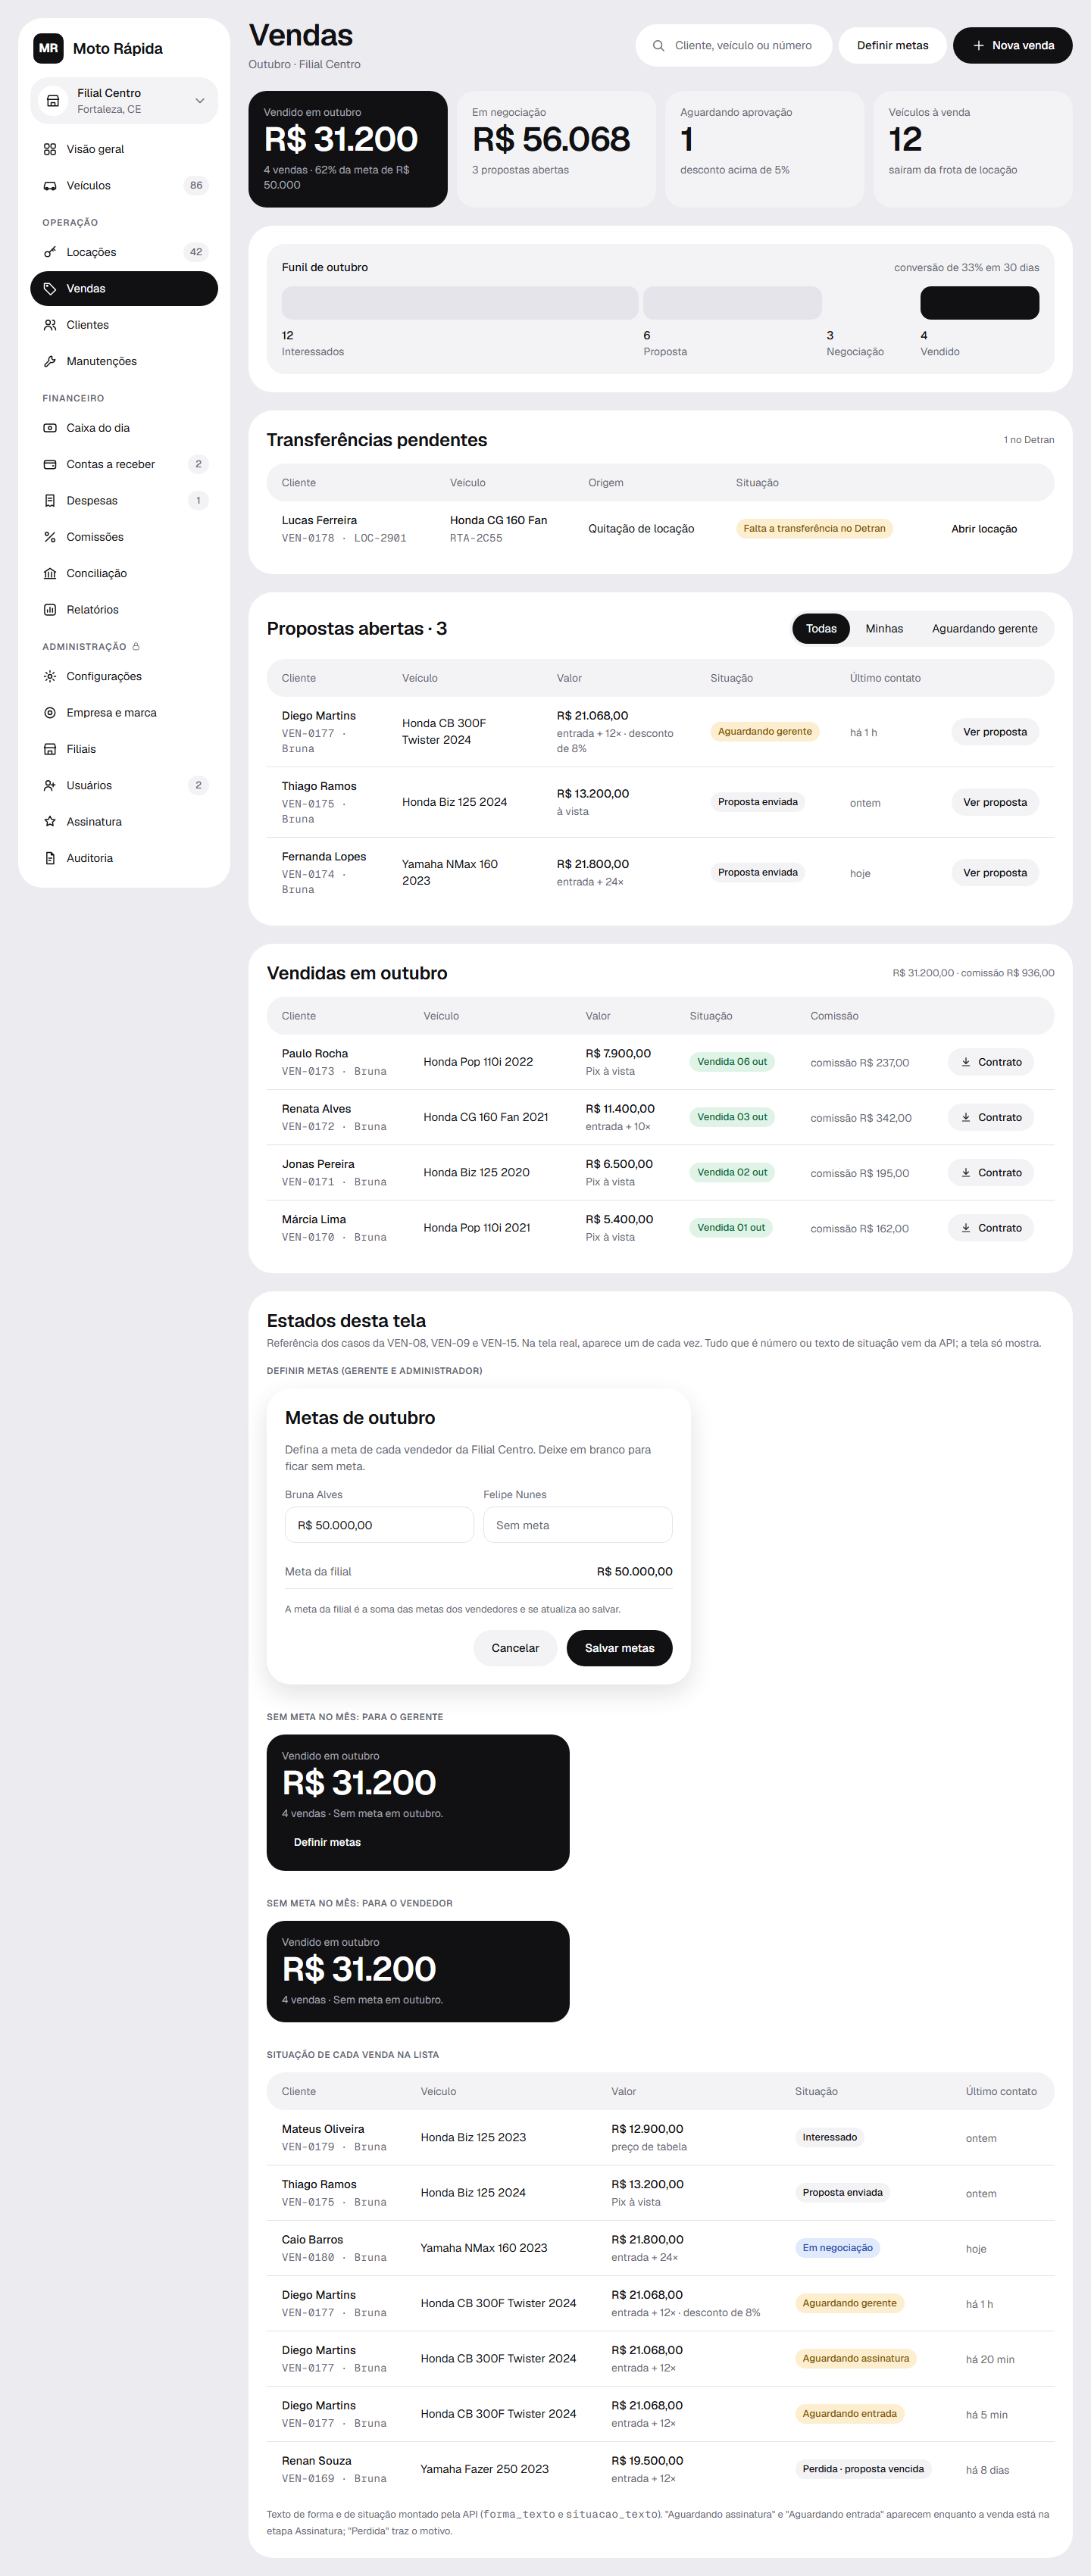 MR Moto Rápida
Filial Centro
Fortaleza, CE
Visão geral
Veículos 86
OPERAÇÃO
Locações 42
Vendas
Clientes
Manutenções
FINANCEIRO
Caixa do dia
Contas a receber 2
Despesas 1
Comissões
Conciliação
Relatórios
ADMINISTRAÇÃO
Configurações
Empresa e marca
Filiais
Usuários 2
Assinatura
Auditoria
Vendas
Outubro · Filial Centro
Cliente, veículo ou número
Definir metas
Nova venda
Vendido em outubro
R$ 31.200
4 vendas · 62% da meta de R$
50.000
Em negociação
R$ 56.068
3 propostas abertas
Aguardando aprovação
1
desconto acima de 5%
Veículos à venda
12
saíram da frota de locação
Funil de outubro
conversão de 33% em 30 dias
12
Interessados
6
Proposta
3
Negociação
4
Vendido
Transferências pendentes
1 no Detran
Cliente Veículo Origem Situação
Lucas Ferreira
VEN-0178 · LOC-2901
Honda CG 160 Fan
RTA-2C55
Quitação de locação
Falta a transferência no Detran
Abrir locação
Propostas abertas · 3
Todas Minhas Aguardando gerente
Cliente Veículo Valor Situação Último contato
Diego Martins
VEN-0177 ·
Bruna
Honda CB 300F
Twister 2024
R$ 21.068,00
entrada + 12× · desconto
de 8%
Aguardando gerente
há 1 h
Ver proposta
Thiago Ramos
VEN-0175 ·
Bruna
Honda Biz 125 2024
R$ 13.200,00
à vista
Proposta enviada
ontem
Ver proposta
Fernanda Lopes
VEN-0174 ·
Bruna
Yamaha NMax 160
2023
R$ 21.800,00
entrada + 24×
Proposta enviada
hoje
Ver proposta
Vendidas em outubro
R$ 31.200,00 · comissão R$ 936,00
Cliente Veículo Valor Situação Comissão
Paulo Rocha
VEN-0173 · Bruna
Honda Pop 110i 2022
R$ 7.900,00
Pix à vista
Vendida 06 out
comissão R$ 237,00
Contrato
Renata Alves
VEN-0172 · Bruna
Honda CG 160 Fan 2021
R$ 11.400,00
entrada + 10×
Vendida 03 out
comissão R$ 342,00
Contrato
Jonas Pereira
VEN-0171 · Bruna
Honda Biz 125 2020
R$ 6.500,00
Pix à vista
Vendida 02 out
comissão R$ 195,00
Contrato
Márcia Lima
VEN-0170 · Bruna
Honda Pop 110i 2021
R$ 5.400,00
Pix à vista
Vendida 01 out
comissão R$ 162,00
Contrato
Estados desta tela
Referência dos casos da VEN-08, VEN-09 e VEN-15. Na tela real, aparece um de cada vez. Tudo que é número ou texto de situação vem da API; a tela só mostra.
DEFINIR METAS (GERENTE E ADMINISTRADOR)
Metas de outubro
Defina a meta de cada vendedor da Filial Centro. Deixe em branco para
ficar sem meta.
Bruna Alves
R$ 50.000,00
Felipe Nunes
Sem meta
Meta da filial R$ 50.000,00
A meta da filial é a soma das metas dos vendedores e se atualiza ao salvar.
Cancelar Salvar metas
SEM META NO MÊS: PARA O GERENTE
Vendido em outubro
R$ 31.200
4 vendas · Sem meta em outubro.
Definir metas
SEM META NO MÊS: PARA O VENDEDOR
Vendido em outubro
R$ 31.200
4 vendas · Sem meta em outubro.
SITUAÇÃO DE CADA VENDA NA LISTA
Cliente Veículo Valor Situação Último contato
Mateus Oliveira
VEN-0179 · Bruna
Honda Biz 125 2023
R$ 12.900,00
preço de tabela
Interessado
ontem
Thiago Ramos
VEN-0175 · Bruna
Honda Biz 125 2024
R$ 13.200,00
Pix à vista
Proposta enviada
ontem
Caio Barros
VEN-0180 · Bruna
Yamaha NMax 160 2023
R$ 21.800,00
entrada + 24×
Em negociação
hoje
Diego Martins
VEN-0177 · Bruna
Honda CB 300F Twister 2024
R$ 21.068,00
entrada + 12× · desconto de 8%
Aguardando gerente
há 1 h
Diego Martins
VEN-0177 · Bruna
Honda CB 300F Twister 2024
R$ 21.068,00
entrada + 12×
Aguardando assinatura
há 20 min
Diego Martins
VEN-0177 · Bruna
Honda CB 300F Twister 2024
R$ 21.068,00
entrada + 12×
Aguardando entrada
há 5 min
Renan Souza
VEN-0169 · Bruna
Yamaha Fazer 250 2023
R$ 19.500,00
entrada + 12×
Perdida · proposta vencida
há 8 dias
Texto de forma e de situação montado pela API (forma_texto e situacao_texto). "Aguardando assinatura" e "Aguardando entrada" aparecem enquanto a venda está na
etapa Assinatura; "Perdida" traz o motivo.